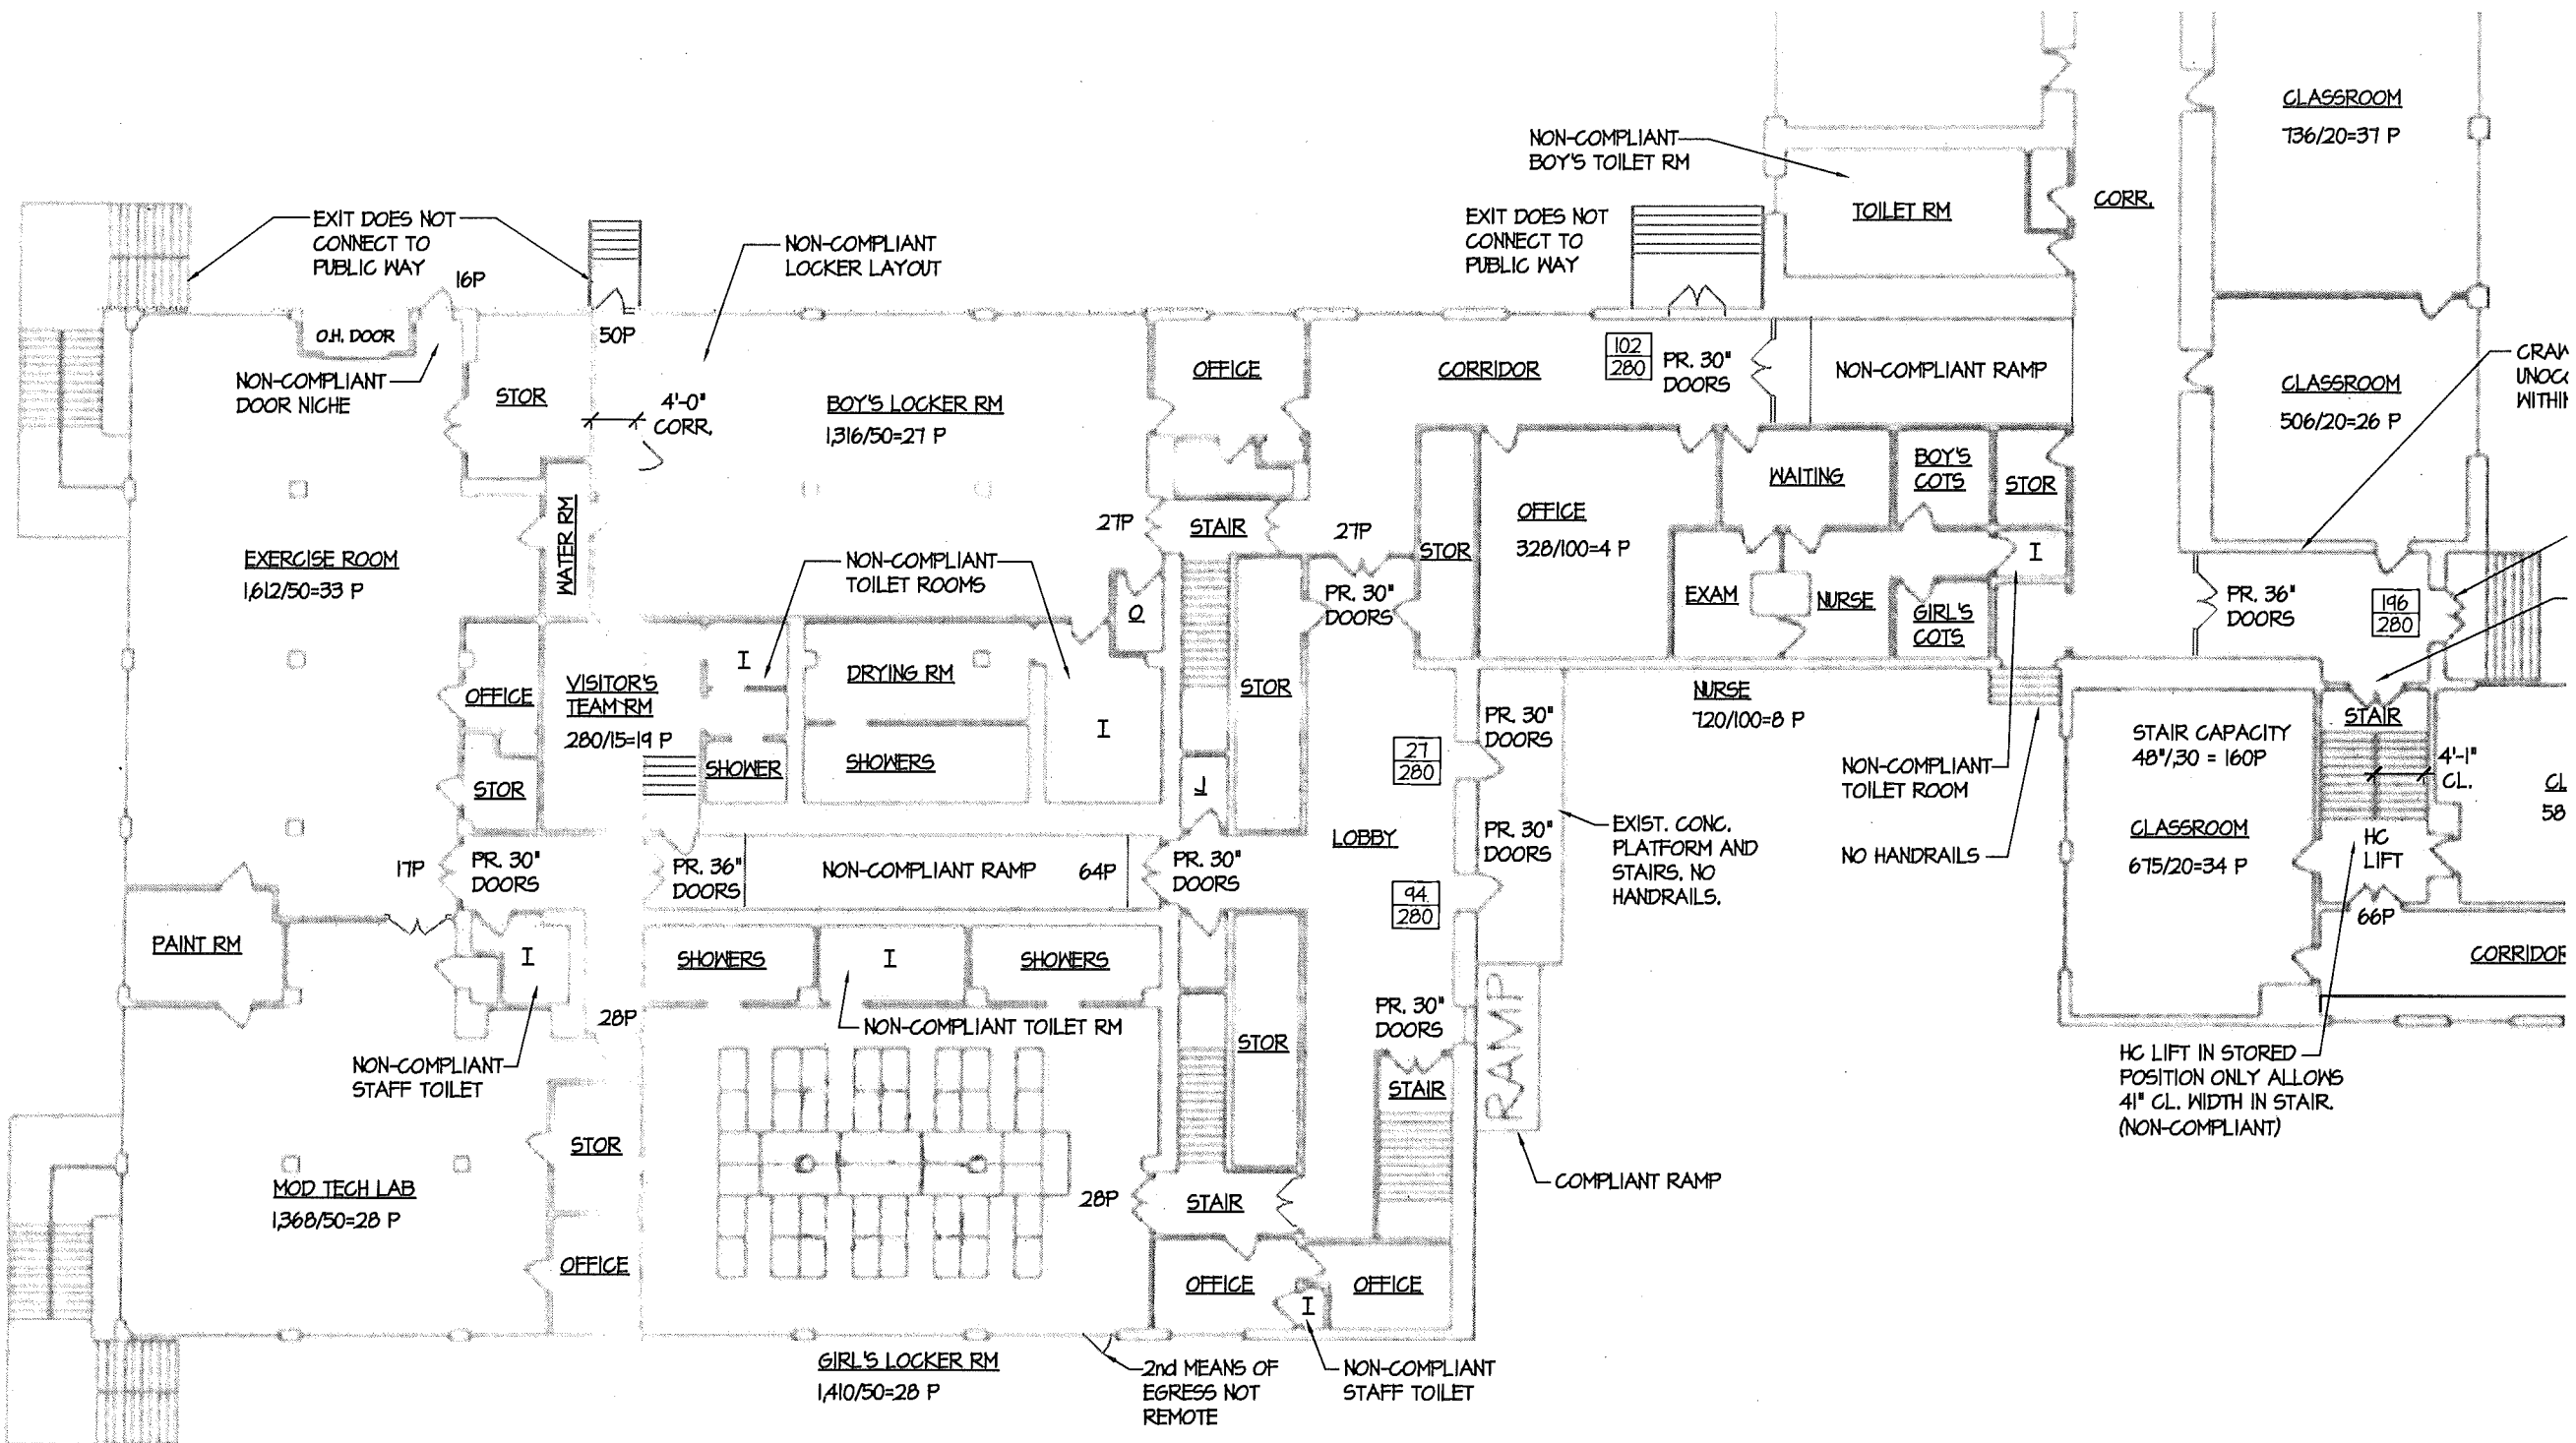 CLASSROOM
736/20=37 P
NON-COMPLIANT
BOY'S TOILET RM
TOILET RM
CORR.
EXIT DOES NOT
CONNECT TO
PUBLIC WAY
16P
NON-COMPLIANT
LOCKER LAYOUT
EXIT DOES NOT
CONNECT TO
PUBLIC WAY
O.H. DOOR
50P
NON-COMPLIANT
DOOR NICHE
STOR
4'-0"
CORR.
BOY'S LOCKER RM
1,316/50=27 P
OFFICE
CORRIDOR
102
280
PR. 30"
DOORS
NON-COMPLIANT RAMP
CLASSROOM
506/20=26 P
CRAW
UNOCC
WITHIN
WATER RM
EXERCISE ROOM
1,612/50=33 P
NON-COMPLIANT
TOILET ROOMS
27P
STAIR
27P
STOR
OFFICE
328/100=4 P
WAITING
BOY'S
COTS
STOR
T
EXAM
NURSE
GIRL'S
COTS
PR. 30"
DOORS
PR. 36"
DOORS
196
280
O
T
DRYING RM
OFFICE
VISITOR'S
TEAM RM
280/15=19 P
STOR
T
SHOWER
SHOWERS
STOR
J
27
280
PR. 30"
DOORS
NURSE
720/100=8 P
STAIR CAPACITY
48"/.30 = 160P
STAIR
4'-1"
CL.
NON-COMPLIANT
TOILET ROOM
NO HANDRAILS
CLASSROOM
675/20=34 P
HC
LIFT
CL
58
66P
CORRIDOR
17P
PR. 30"
DOORS
PR. 36"
DOORS
NON-COMPLIANT RAMP
64P
PR. 30"
DOORS
LOBBY
PR. 30"
DOORS
94
280
EXIST. CONC.
PLATFORM AND
STAIRS. NO
HANDRAILS.
PAINT RM
T
SHOWERS
T
SHOWERS
28P
NON-COMPLIANT TOILET RM
NON-COMPLIANT
STAFF TOILET
STOR
PR. 30"
DOORS
STAIR
RAMP
HC LIFT IN STORED
POSITION ONLY ALLOWS
41" CL. WIDTH IN STAIR.
(NON-COMPLIANT)
STOR
MOD TECH LAB
1,368/50=28 P
28P
STAIR
COMPLIANT RAMP
OFFICE
OFFICE
T
OFFICE
GIRL'S LOCKER RM
1,410/50=28 P
2nd MEANS OF
EGRESS NOT
REMOTE
NON-COMPLIANT
STAFF TOILET